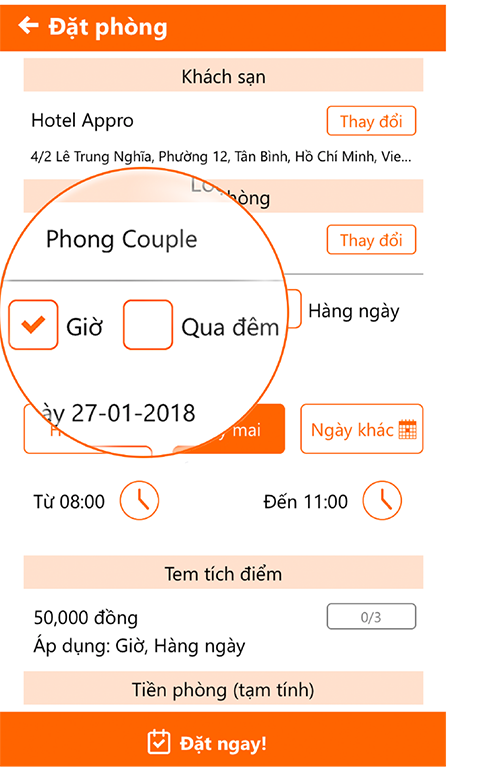 Đặt phòng
Khách sạn
Hotel Appro
Thay đổi
4/2 Lê Trung Nghĩa, Phường 12, Tân Bình, Hồ Chí Minh, Vie...
Phong Couple
Thay đổi
Giờ
Qua đêm
Hàng ngày
27-01-2018
mai
Ngày khác
Từ 08:00
Đến 11:00
Tem tích điểm
50,000 đồng
0/3
Áp dụng: Giờ, Hàng ngày
Tiền phòng (tạm tính)
Đặt ngay!